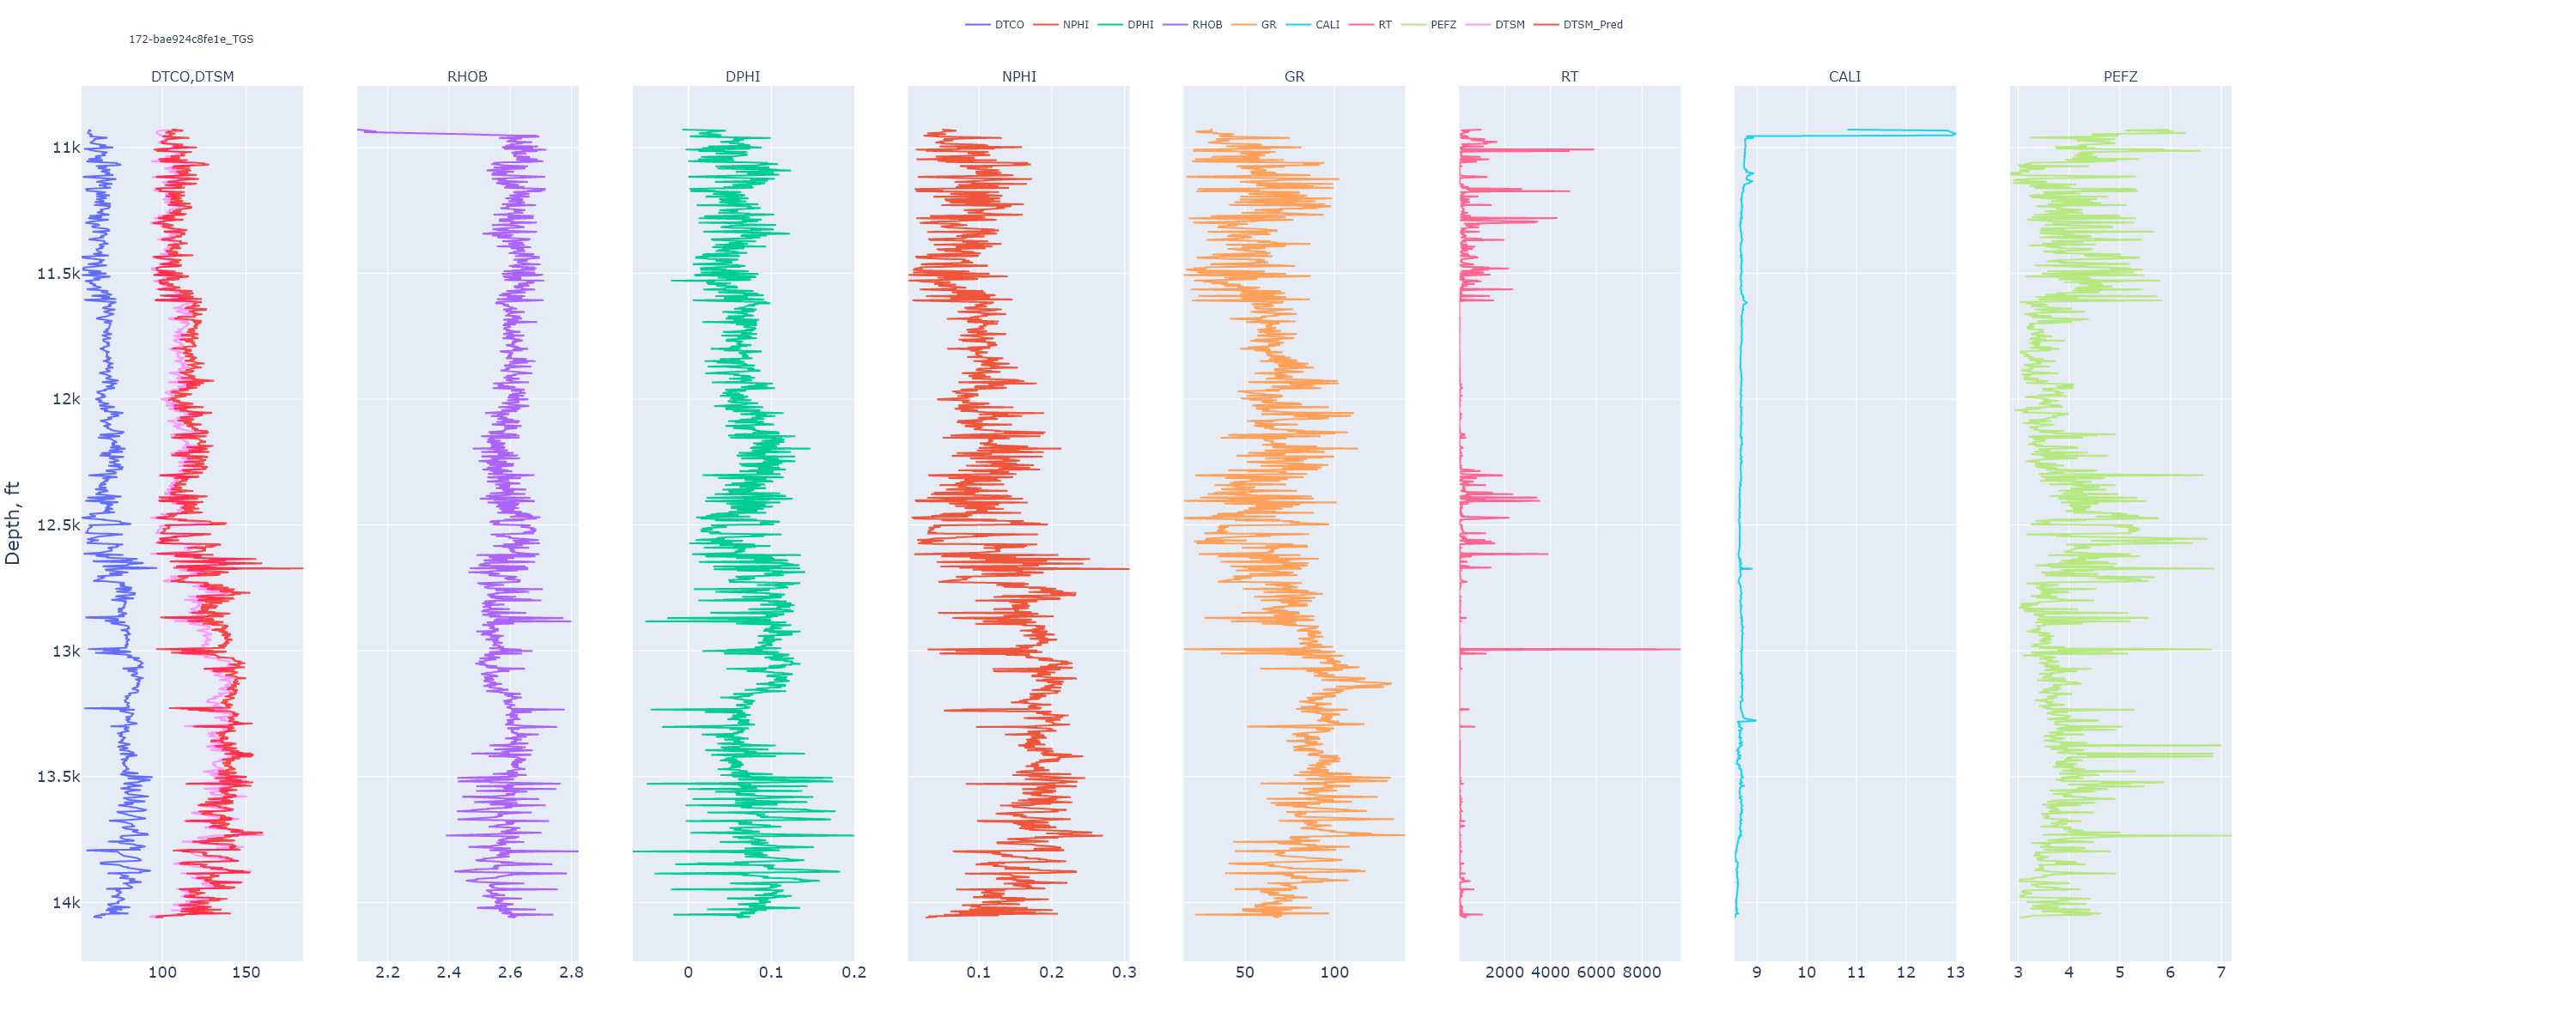 DTCO NPHI DPHI RHOB GR CALI RT PEFZ DTSM DTSM_Pred
172-bae924c8fe1e_TGS
DTCO,DTSM RHOB DPHI NPHI GR RT CALI PEFZ
Depth, ft
11k
11.5k
12k
12.5k
13k
13.5k
14k
100 150 2.2 2.4 2.6 2.8 0 0.1 0.2 0.1 0.2 0.3 50 100 2000 4000 6000 8000 9 10 11 12 13 3 4 5 6 7